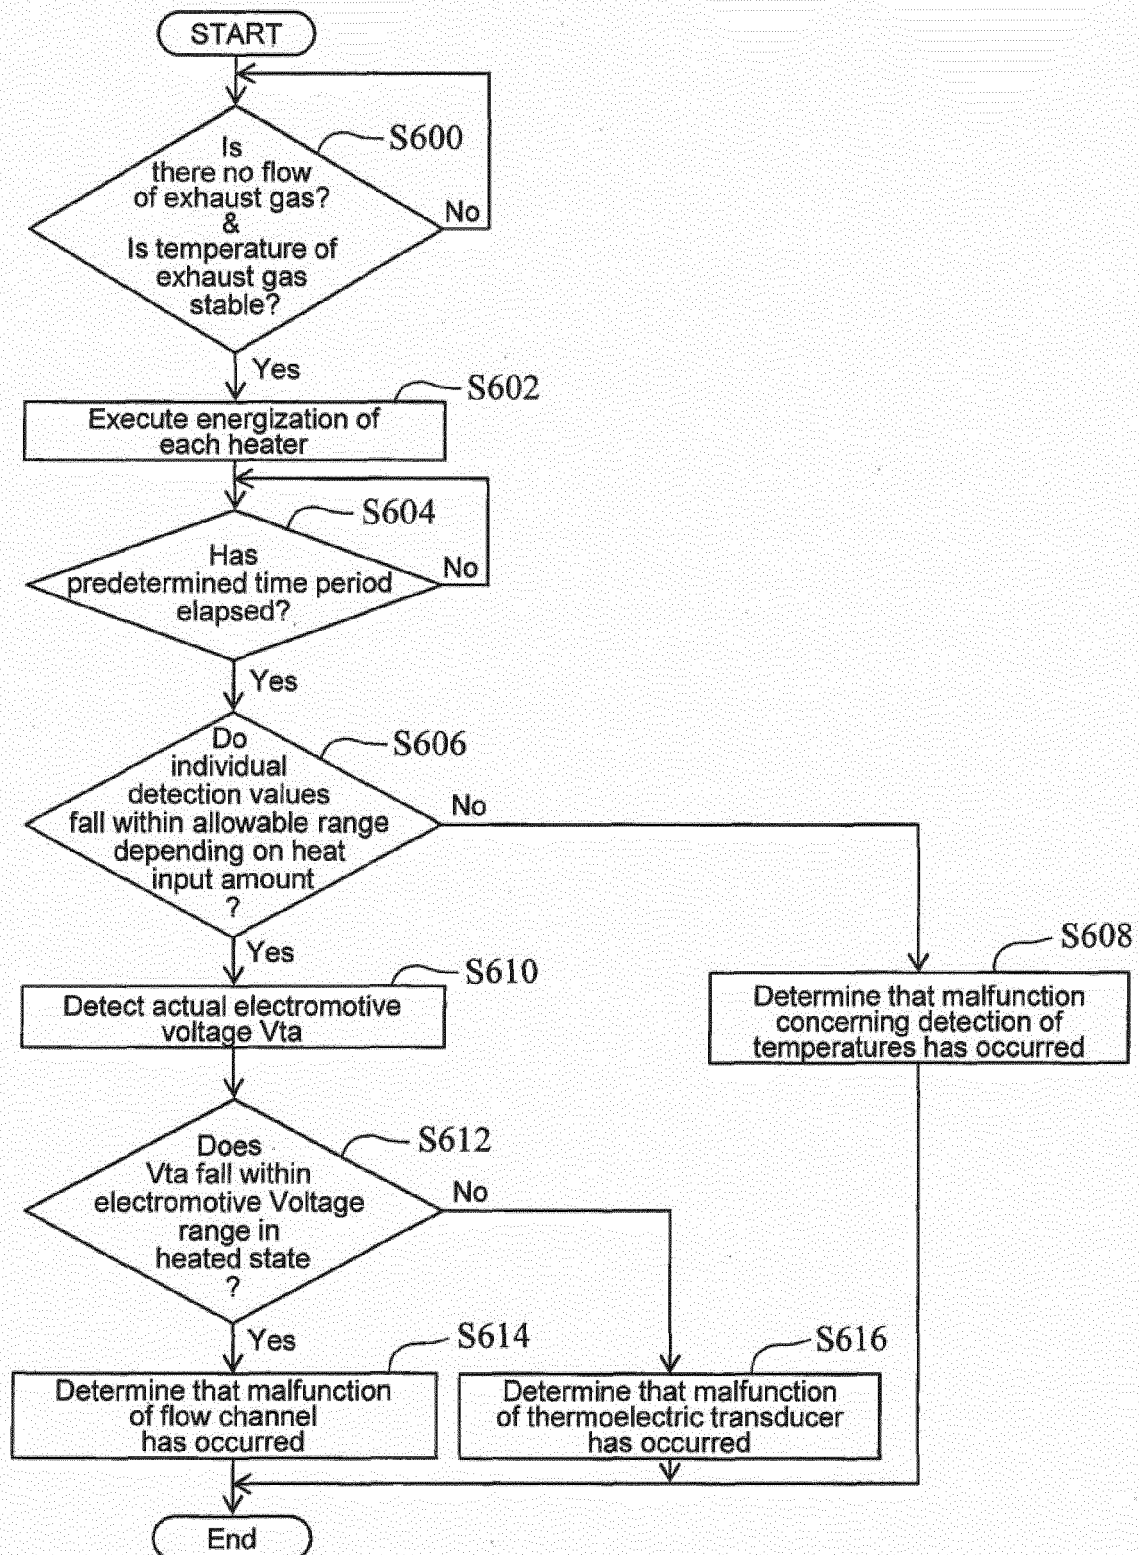 START
S600
Is
there no flow
of exhaust gas?
&
Is temperature of
exhaust gas
stable?
No
Yes
S602
Execute energization of
each heater
S604
Has
predetermined time period
elapsed?
No
Yes
S606
Do
individual
detection values
fall within allowable range
depending on heat
input amount
?
No
Yes
S608
Determine that malfunction
concerning detection of
temperatures has occurred
S610
Detect actual electromotive
voltage Vta
S612
Does
Vta fall within
electromotive Voltage
range in
heated state
?
No
Yes
S614
Determine that malfunction
of flow channel
has occurred
S616
Determine that malfunction
of thermoelectric transducer
has occurred
End